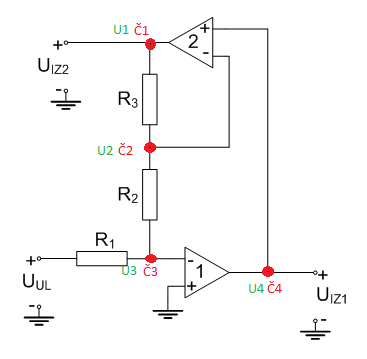 U1 Č1
+
2
+
-
U_IZ2
-
R3
U2 Č2
R2
R1
+
-
1
+
U3 Č3
U4 Č4
+
U_UL
U_IZ1
-
-